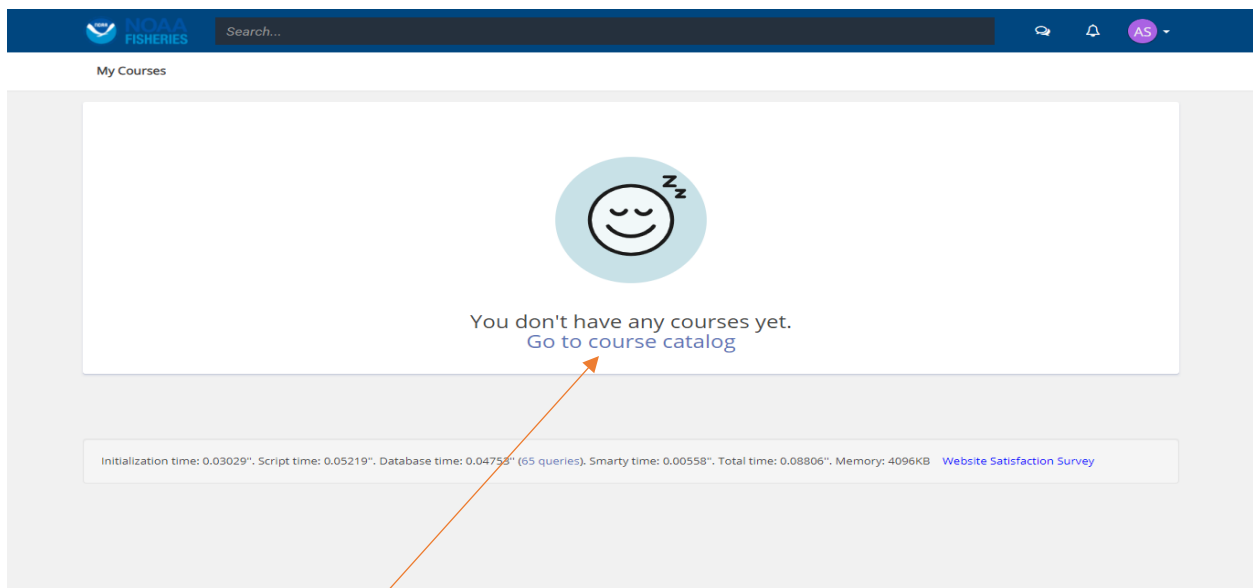 NOAA
FISHERIES
Search...
AS
My Courses
Z
z
You don't have any courses yet.
Go to course catalog
Initialization time: 0.03029". Script time: 0.05219". Database time: 0.04753" (65 queries). Smarty time: 0.00558". Total time: 0.08806". Memory: 4096KB Website Satisfaction Survey